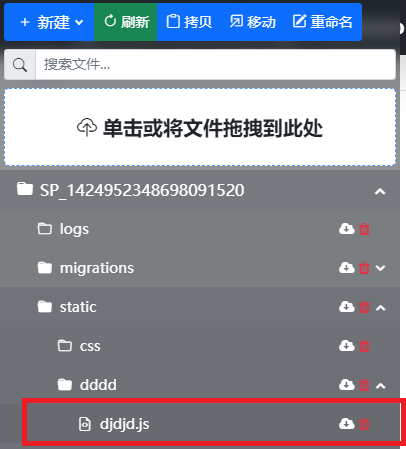 + 新建 刷新 拷贝 移动 重命名
搜索文件...
单击或将文件拖拽到此处
SP_1424952348698091520
logs
migrations
static
css
dddd
djdjd.js